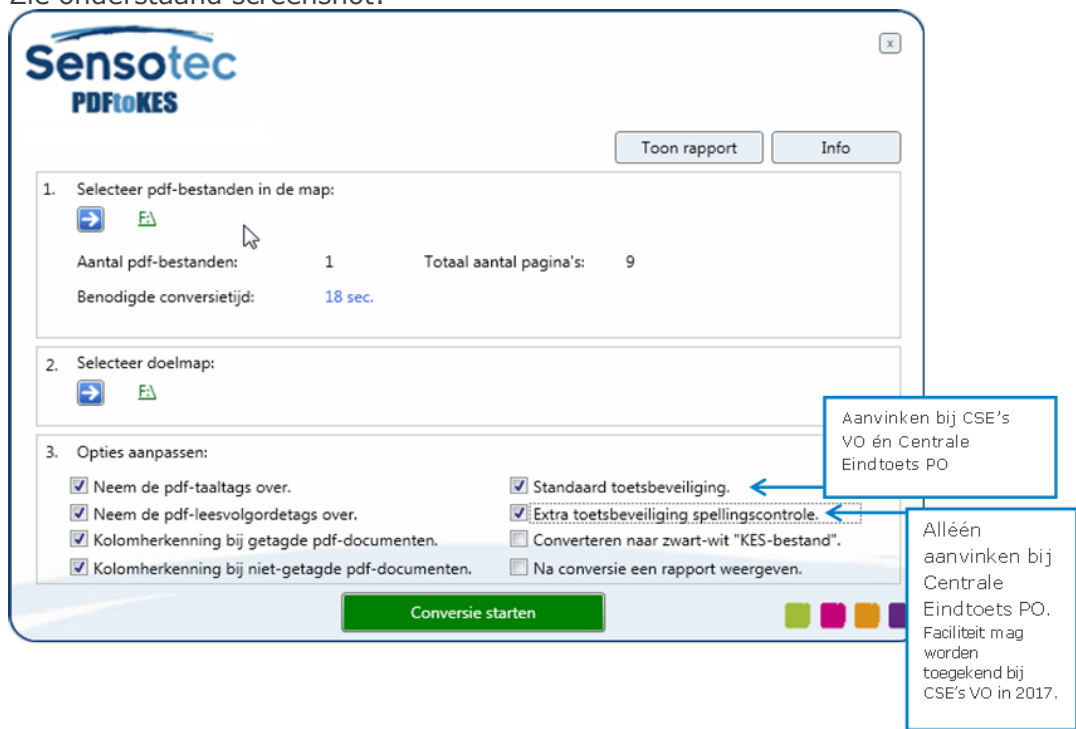 Zie onderstaand screenshot:
Sensotec
PDFtoKES
x
Toon rapport
Info
1. Selecteer pdf-bestanden in de map:
F:\
Aantal pdf-bestanden: 1 Totaal aantal pagina's: 9
Benodigde conversietijd: 18 sec.
2. Selecteer doelmap:
F:\
3. Opties aanpassen:
Neem de pdf-taaltags over.
Neem de pdf-leesvolgordetags over.
Kolomherkenning bij getagde pdf-documenten.
Kolomherkenning bij niet-getagde pdf-documenten.
Standaard toetsbeveiliging.
Extra toetsbeveiliging spellingscontrole.
Converteren naar zwart-wit "KES-bestand".
Na conversie een rapport weergeven.
Conversie starten
Aanvinken bij CSE's
VO én Centrale
Eindtoets PO
Alléén
aanvinken bij
Centrale
Eindtoets PO.
Faciliteit mag
worden
toegekend bij
CSE's VO in 2017.